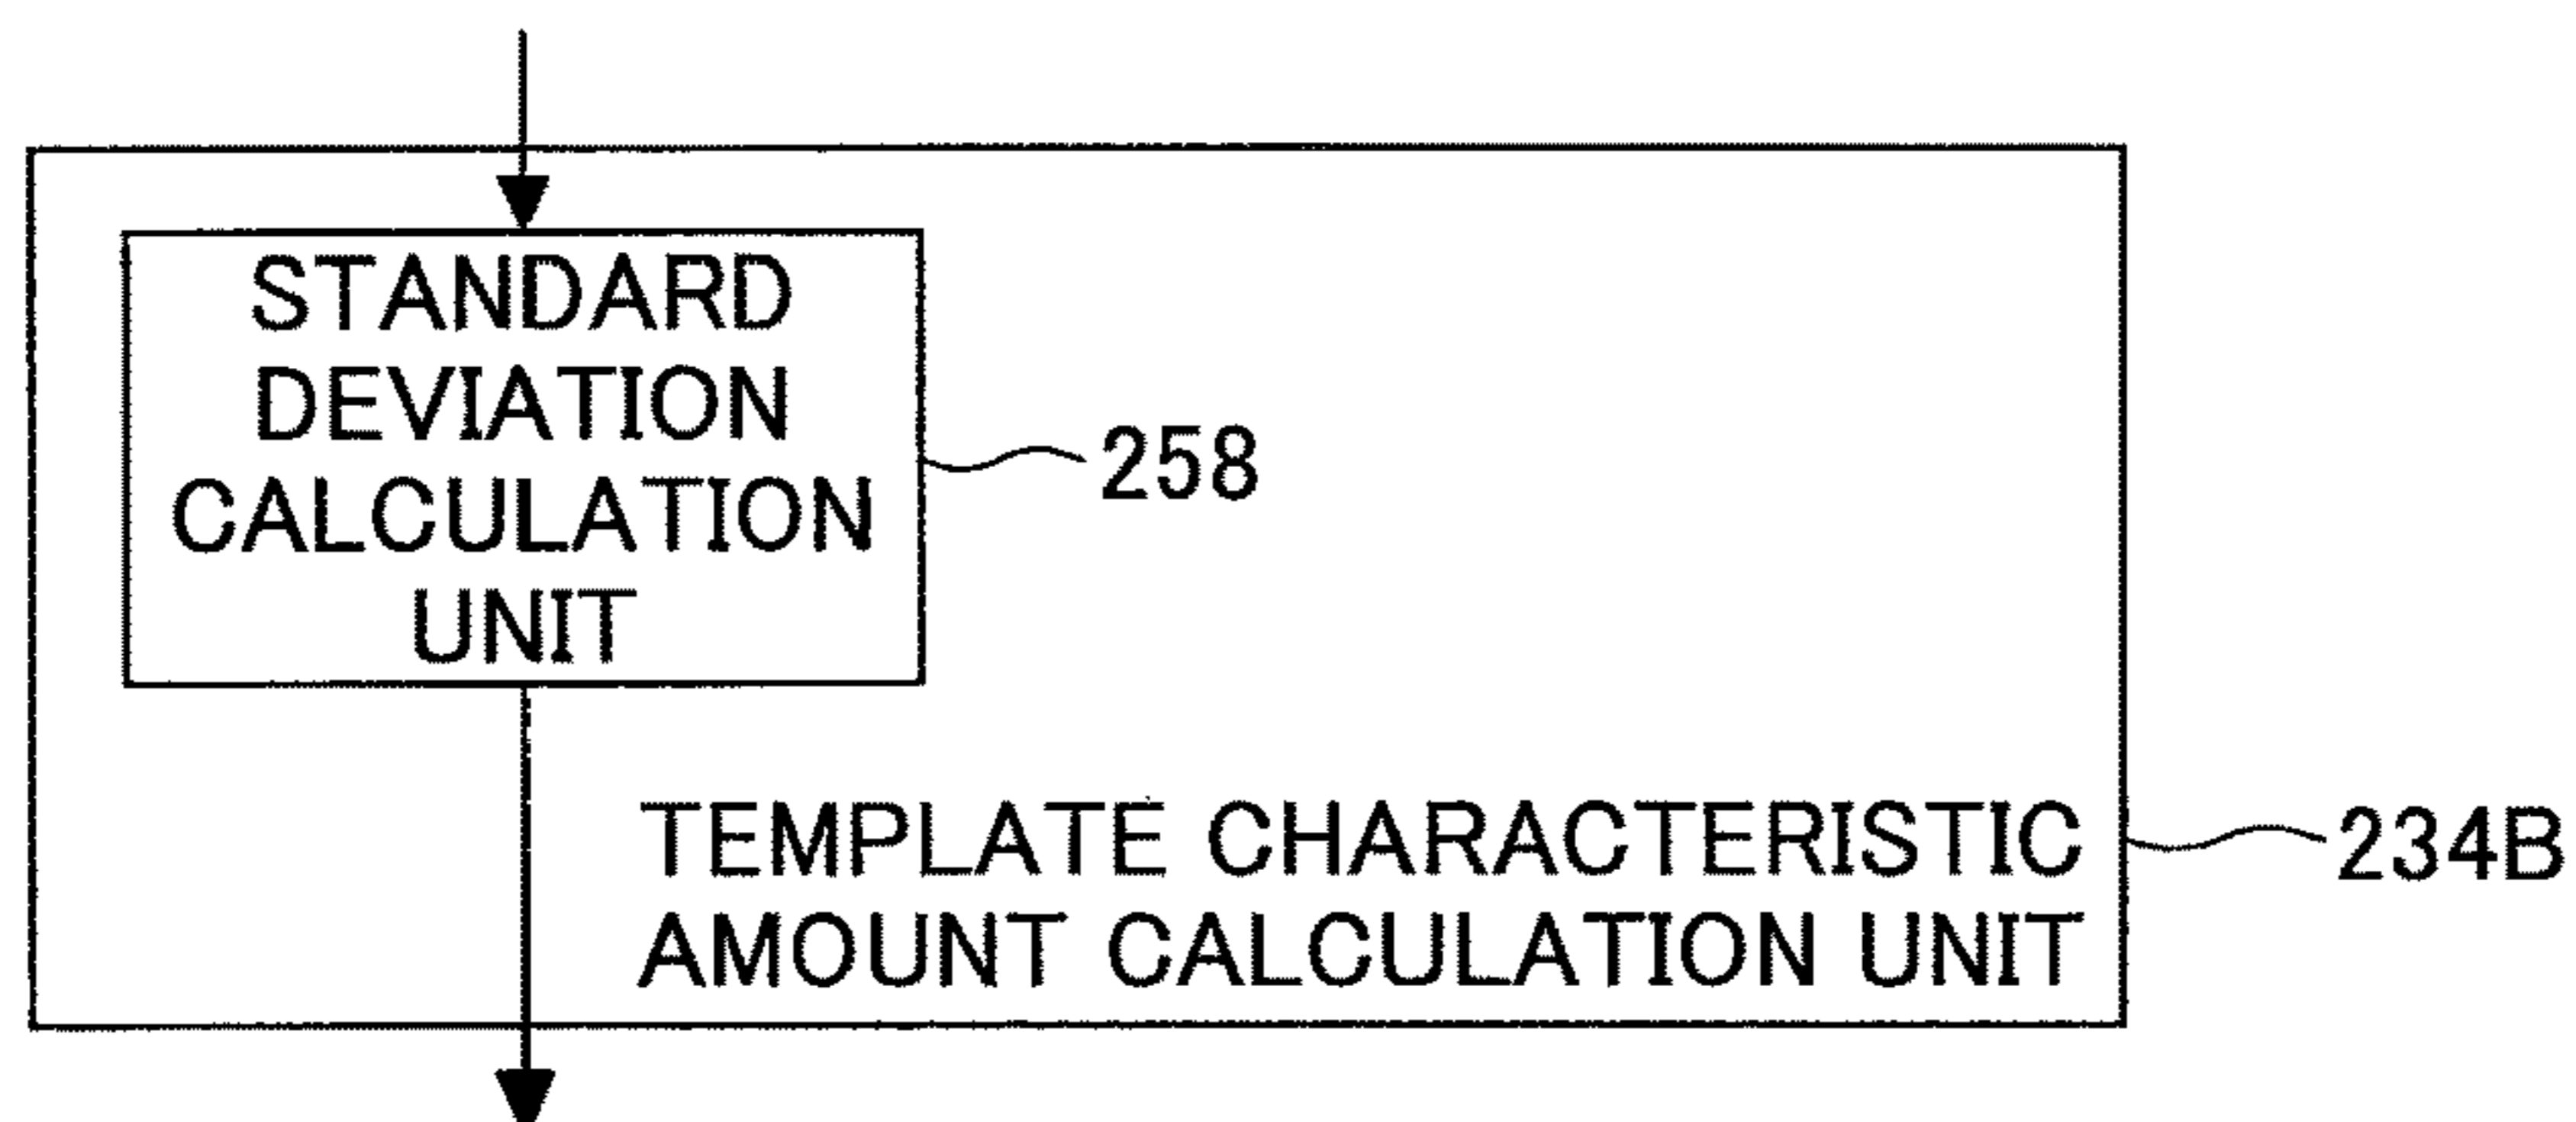 STANDARD
DEVIATION
CALCULATION
UNIT
258
TEMPLATE CHARACTERISTIC
AMOUNT CALCULATION UNIT
234B